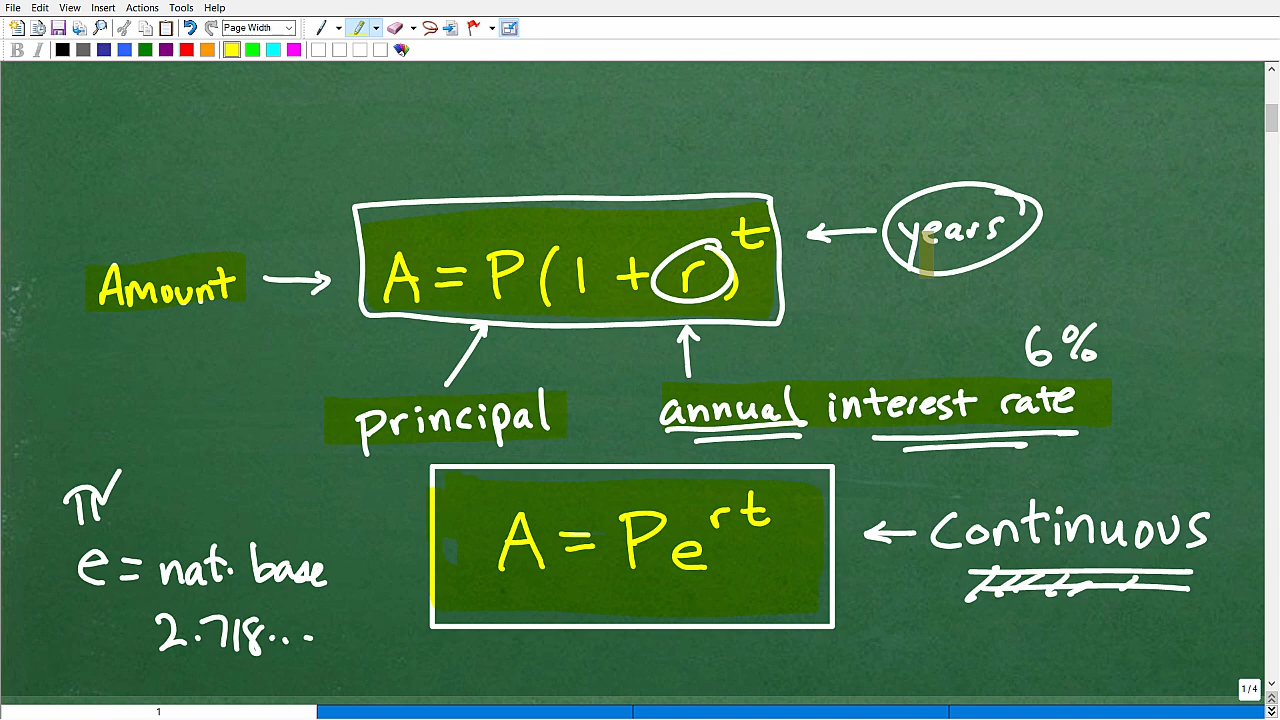 File Edit View Insert Actions Tools Help
Page Width
B I
years
A = P(1 + r)^t
Amount
6%
principal
annual interest rate
π
A = Pe^rt
continuous
e = nat. base
2.718...
1/4
1